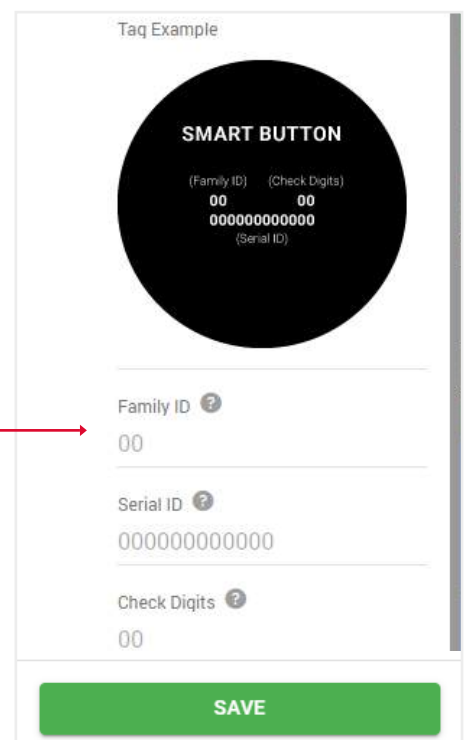 Tag Example
SMART BUTTON
(Family ID) (Check Digits)
00 00
000000000000
(Serial ID)
Family ID ?
00
Serial ID ?
000000000000
Check Digits ?
00
SAVE